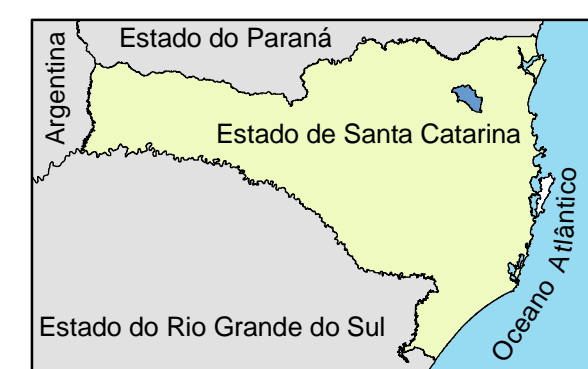 Estado do Paraná
Argentina
Estado de Santa Catarina
Oceano Atlântico
Estado do Rio Grande do Sul